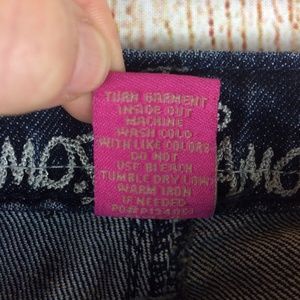 TURN GARMENT
INSIDE OUT
MACHINE
WASH COLD
WITH LIKE COLORS
DO NOT
USE BLEACH
TUMBLE DRY LOW
WARM IRON
IF NEEDED